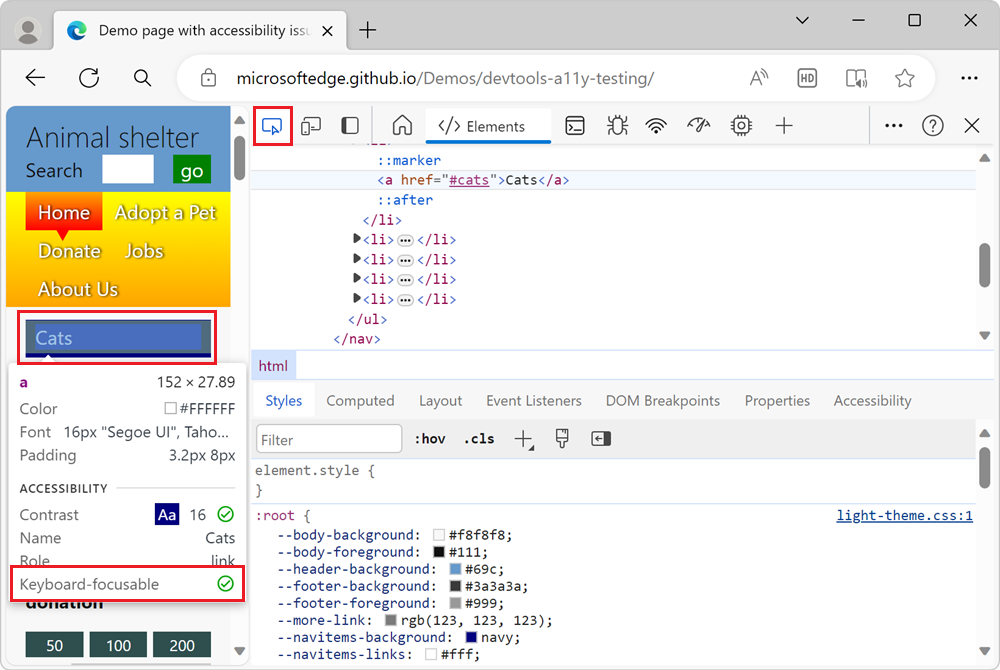 Demo page with accessibility issu
microsoftedge.github.io/Demos/devtools-a11y-testing/
HD
Animal shelter
Search go
Home Adopt a Pet
Donate Jobs
About Us
Cats
a 152 × 27.89
Color #FFFFFF
Font 16px "Segoe UI", Taho...
Padding 3.2px 8px
ACCESSIBILITY
Contrast Aa 16
Name Cats
Role link
Keyboard-focusable
donation
50 100 200
</> Elements
::marker
<a href="#cats">Cats</a>
::after
</li>
<li>…</li>
<li>…</li>
<li>…</li>
<li>…</li>
</ul>
</nav>
html
Styles Computed Layout Event Listeners DOM Breakpoints Properties Accessibility
Filter :hov .cls
element.style {
}
:root { light-theme.css:1
--body-background: #f8f8f8;
--body-foreground: #111;
--header-background: #69c;
--footer-background: #3a3a3a;
--footer-foreground: #999;
--more-link: rgb(123, 123, 123);
--navitems-background: navy;
--navitems-links: #fff;